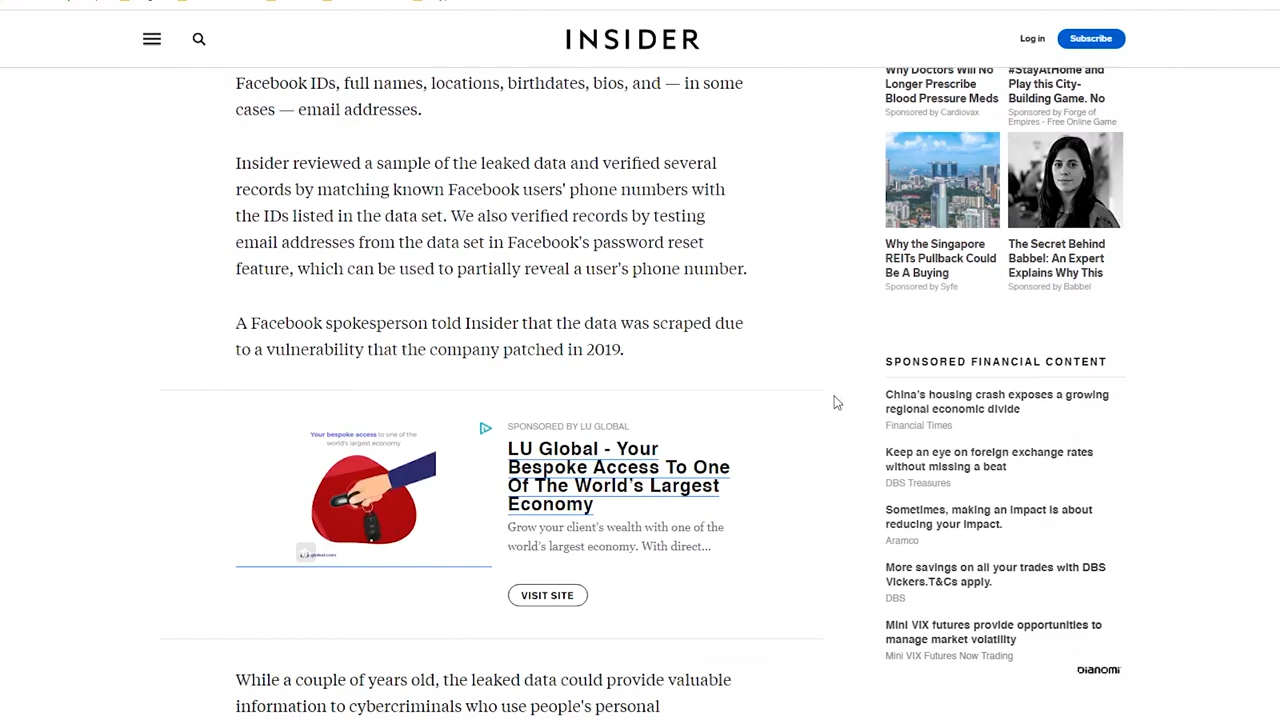 INSIDER
Log in
Subscribe
Facebook IDs, full names, locations, birthdates, bios, and — in some
cases — email addresses.
Insider reviewed a sample of the leaked data and verified several
records by matching known Facebook users' phone numbers with
the IDs listed in the data set. We also verified records by testing
email addresses from the data set in Facebook's password reset
feature, which can be used to partially reveal a user's phone number.
A Facebook spokesperson told Insider that the data was scraped due
to a vulnerability that the company patched in 2019.
Your bespoke access to one of the
world's largest economy.
SPONSORED BY LU GLOBAL
LU Global - Your
Bespoke Access To One
Of The World's Largest
Economy
Grow your client's wealth with one of the
world's largest economy. With direct...
VISIT SITE
While a couple of years old, the leaked data could provide valuable
information to cybercriminals who use people's personal
Why Doctors Will No
Longer Prescribe
Blood Pressure Meds
Sponsored by Cardiovax
#StayAtHome and
Play this City-
Building Game. No
Sponsored by Forge of
Empires - Free Online Game
Why the Singapore
REITs Pullback Could
Be A Buying
Sponsored by Syfe
The Secret Behind
Babbel: An Expert
Explains Why This
Sponsored by Babbel
SPONSORED FINANCIAL CONTENT
China's housing crash exposes a growing
regional economic divide
Financial Times
Keep an eye on foreign exchange rates
without missing a beat
DBS Treasures
Sometimes, making an impact is about
reducing your impact.
Aramco
More savings on all your trades with DBS
Vickers.T&Cs apply.
DBS
Mini VIX futures provide opportunities to
manage market volatility
Mini VIX Futures Now Trading
DIANOMI